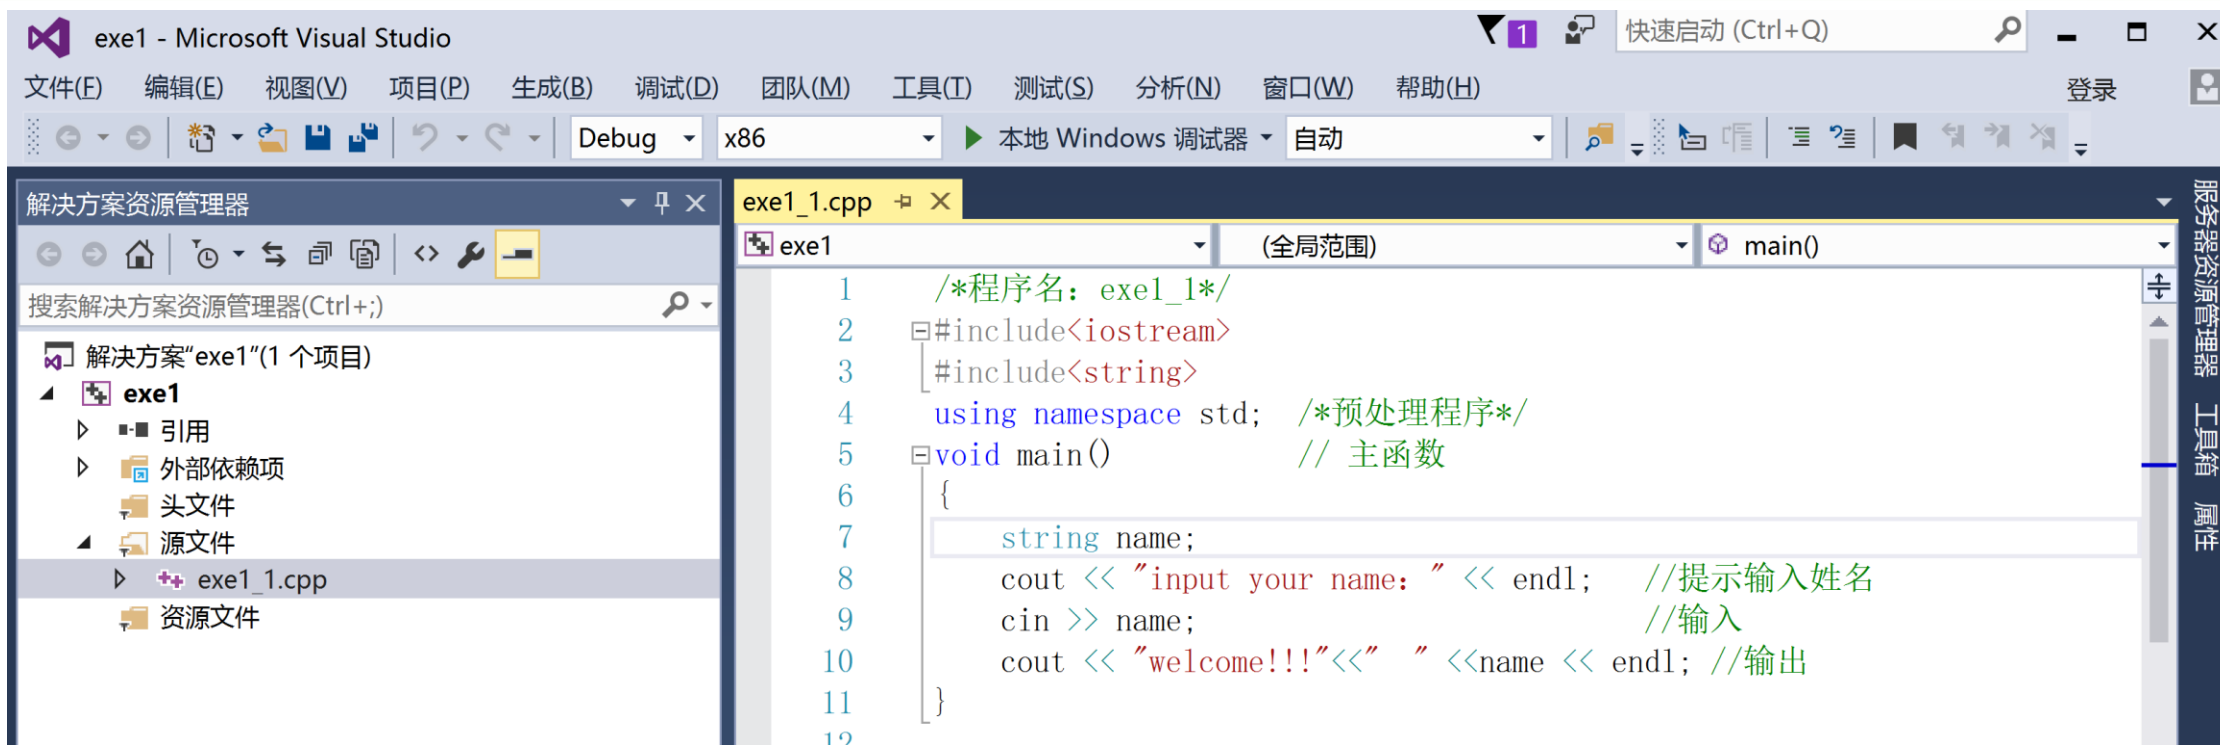 exe1 - Microsoft Visual Studio
1
快速启动 (Ctrl+Q)
文件(F) 编辑(E) 视图(V) 项目(P) 生成(B) 调试(D) 团队(M) 工具(T) 测试(S) 分析(N) 窗口(W) 帮助(H)
登录
Debug x86 本地 Windows 调试器 自动
解决方案资源管理器
搜索解决方案资源管理器(Ctrl+;)
解决方案"exe1"(1 个项目)
exe1
引用
外部依赖项
头文件
源文件
exe1_1.cpp
资源文件
exe1_1.cpp
exe1 (全局范围) main()
1 /*程序名：exe1_1*/
2 #include<iostream>
3 #include<string>
4 using namespace std; /*预处理程序*/
5 void main() // 主函数
6 {
7 string name;
8 cout << "input your name：" << endl; //提示输入姓名
9 cin >> name; //输入
10 cout << "welcome!!!"<<"  " <<name << endl; //输出
11 }
12
服务器资源管理器
工具箱
属性